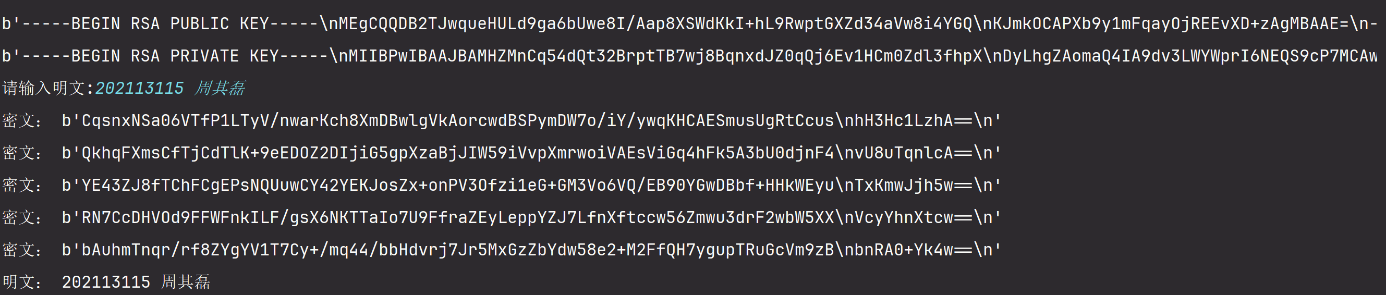 b'-----BEGIN RSA PUBLIC KEY-----\nMEgCQQDB2TJwqueHULd9ga6bUwe8I/Aap8XSWdKkI+hL9RwptGXZd34aVw8i4YGQ\nKJmkOCAPXb9y1mFqayOjREEvXD+zAgMBAAE=\n-
b'-----BEGIN RSA PRIVATE KEY-----\nMIIBPwIBAAJBAMHZMnCq54dQt32BrptTB7wj8BqnxdJZ0qQj6Ev1HCm0Zdl3fhpX\nDyLhgZAomaQ4IA9dv3LWYWprI6NEQS9cP7MCAw
请输入明文:202113115 周其磊
密文： b'CqsnxNSa06VTfP1LTyV/nwarKch8XmDBwlgVkAorcwdBSPymDW7o/iY/ywqKHCAESmusUgRtCcus\nhH3Hc1LzhA==\n'
密文： b'QkhqFXmsCfTjCdTlK+9eEDOZ2DIjiG5gpXzaBjJIW59iVvpXmrwoiVAEsViGq4hFk5A3bU0djnF4\nvU8uTqnlcA==\n'
密文： b'YE43ZJ8fTChFCgEPsNQUuwCY42YEKJosZx+onPV3Ofzi1eG+GM3Vo6VQ/EB90YGwDBbf+HHkWEyu\nTxKmwJjh5w==\n'
密文： b'RN7CcDHVOd9FFWFnkILF/gsX6NKTTaIo7U9FfraZEyLeppYZJ7LfnXftccw56Zmwu3drF2wbW5XX\nVcyYhnXtcw==\n'
密文： b'bAuhmTnqr/rf8ZYgYV1T7Cy+/mq44/bbHdvrj7Jr5MxGzZbYdw58e2+M2FfQH7ygupTRuGcVm9zB\nbnRA0+Yk4w==\n'
明文： 202113115 周其磊